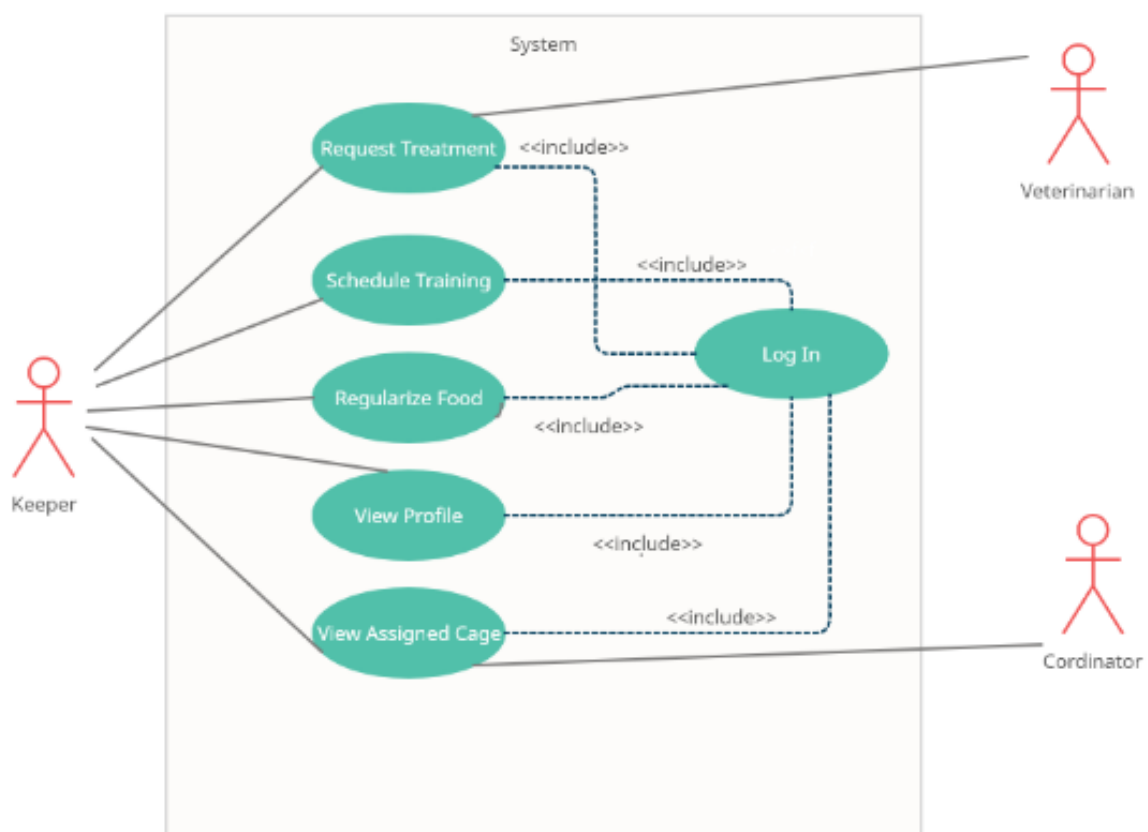 System
Request Treatment
<<include>>
Veterinarian
Schedule Training
<<include>>
Log In
Regularize Food
<<include>>
Keeper
View Profile
<<include>>
View Assigned Cage
<<include>>
Cordinator